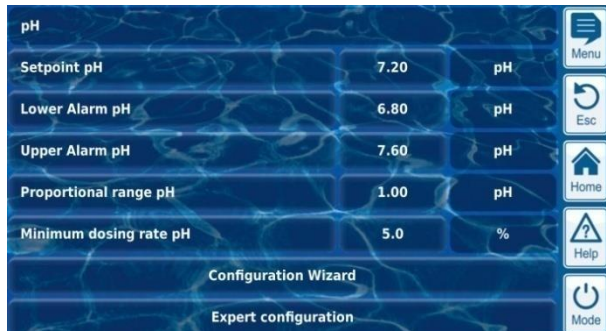 pH
Setpoint pH 7.20 pH
Lower Alarm pH 6.80 pH
Upper Alarm pH 7.60 pH
Proportional range pH 1.00 pH
Minimum dosing rate pH 5.0 %
Configuration Wizard
Expert configuration
Menu
Esc
Home
?
Help
Mode